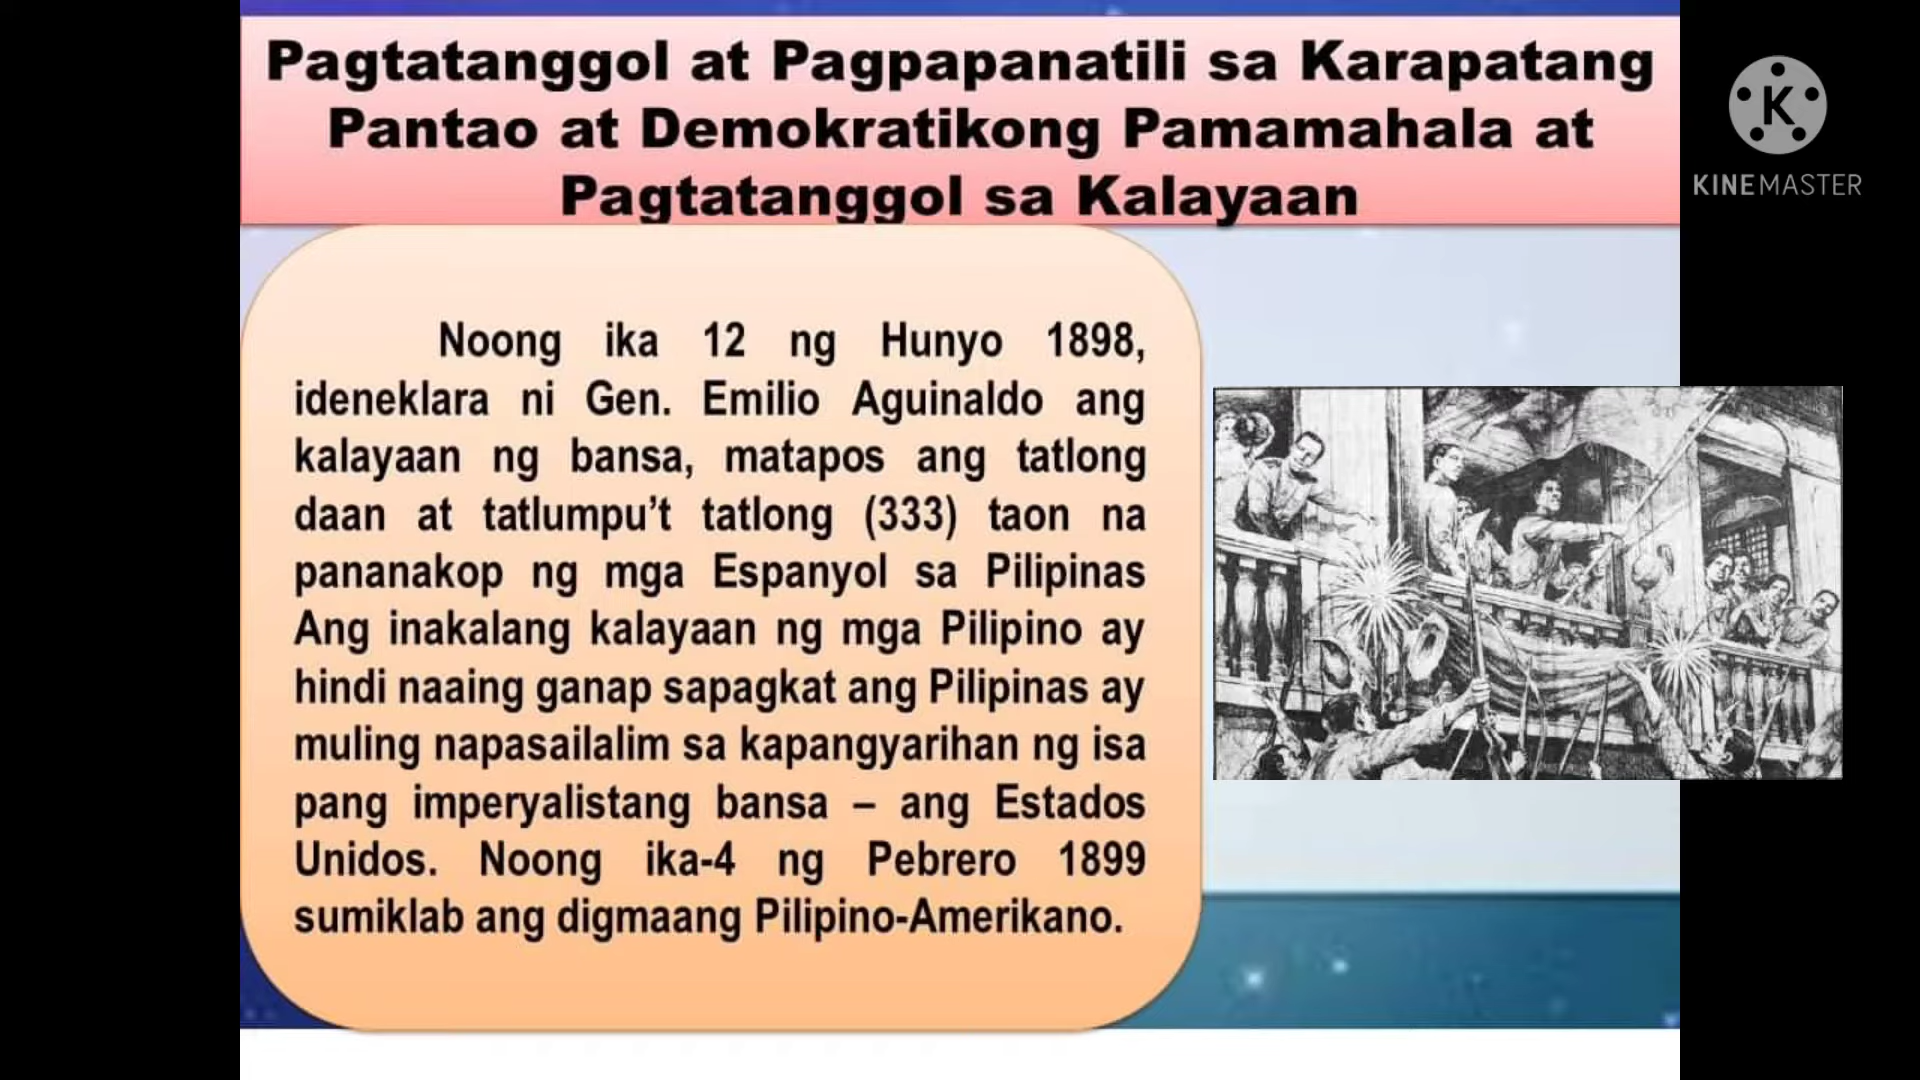 Pagtatanggol at Pagpapanatili sa Karapatang
Pantao at Demokratikong Pamamahala at
Pagtatanggol sa Kalayaan
Noong ika 12 ng Hunyo 1898,
ideneklara ni Gen. Emilio Aguinaldo ang
kalayaan ng bansa, matapos ang tatlong
daan at tatlumpu’t tatlong (333) taon na
pananakop ng mga Espanyol sa Pilipinas
Ang inakalang kalayaan ng mga Pilipino ay
hindi naaing ganap sapagkat ang Pilipinas ay
muling napasailalim sa kapangyarihan ng isa
pang imperyalistang bansa – ang Estados
Unidos. Noong ika-4 ng Pebrero 1899
sumiklab ang digmaang Pilipino-Amerikano.
K
KINEMASTER